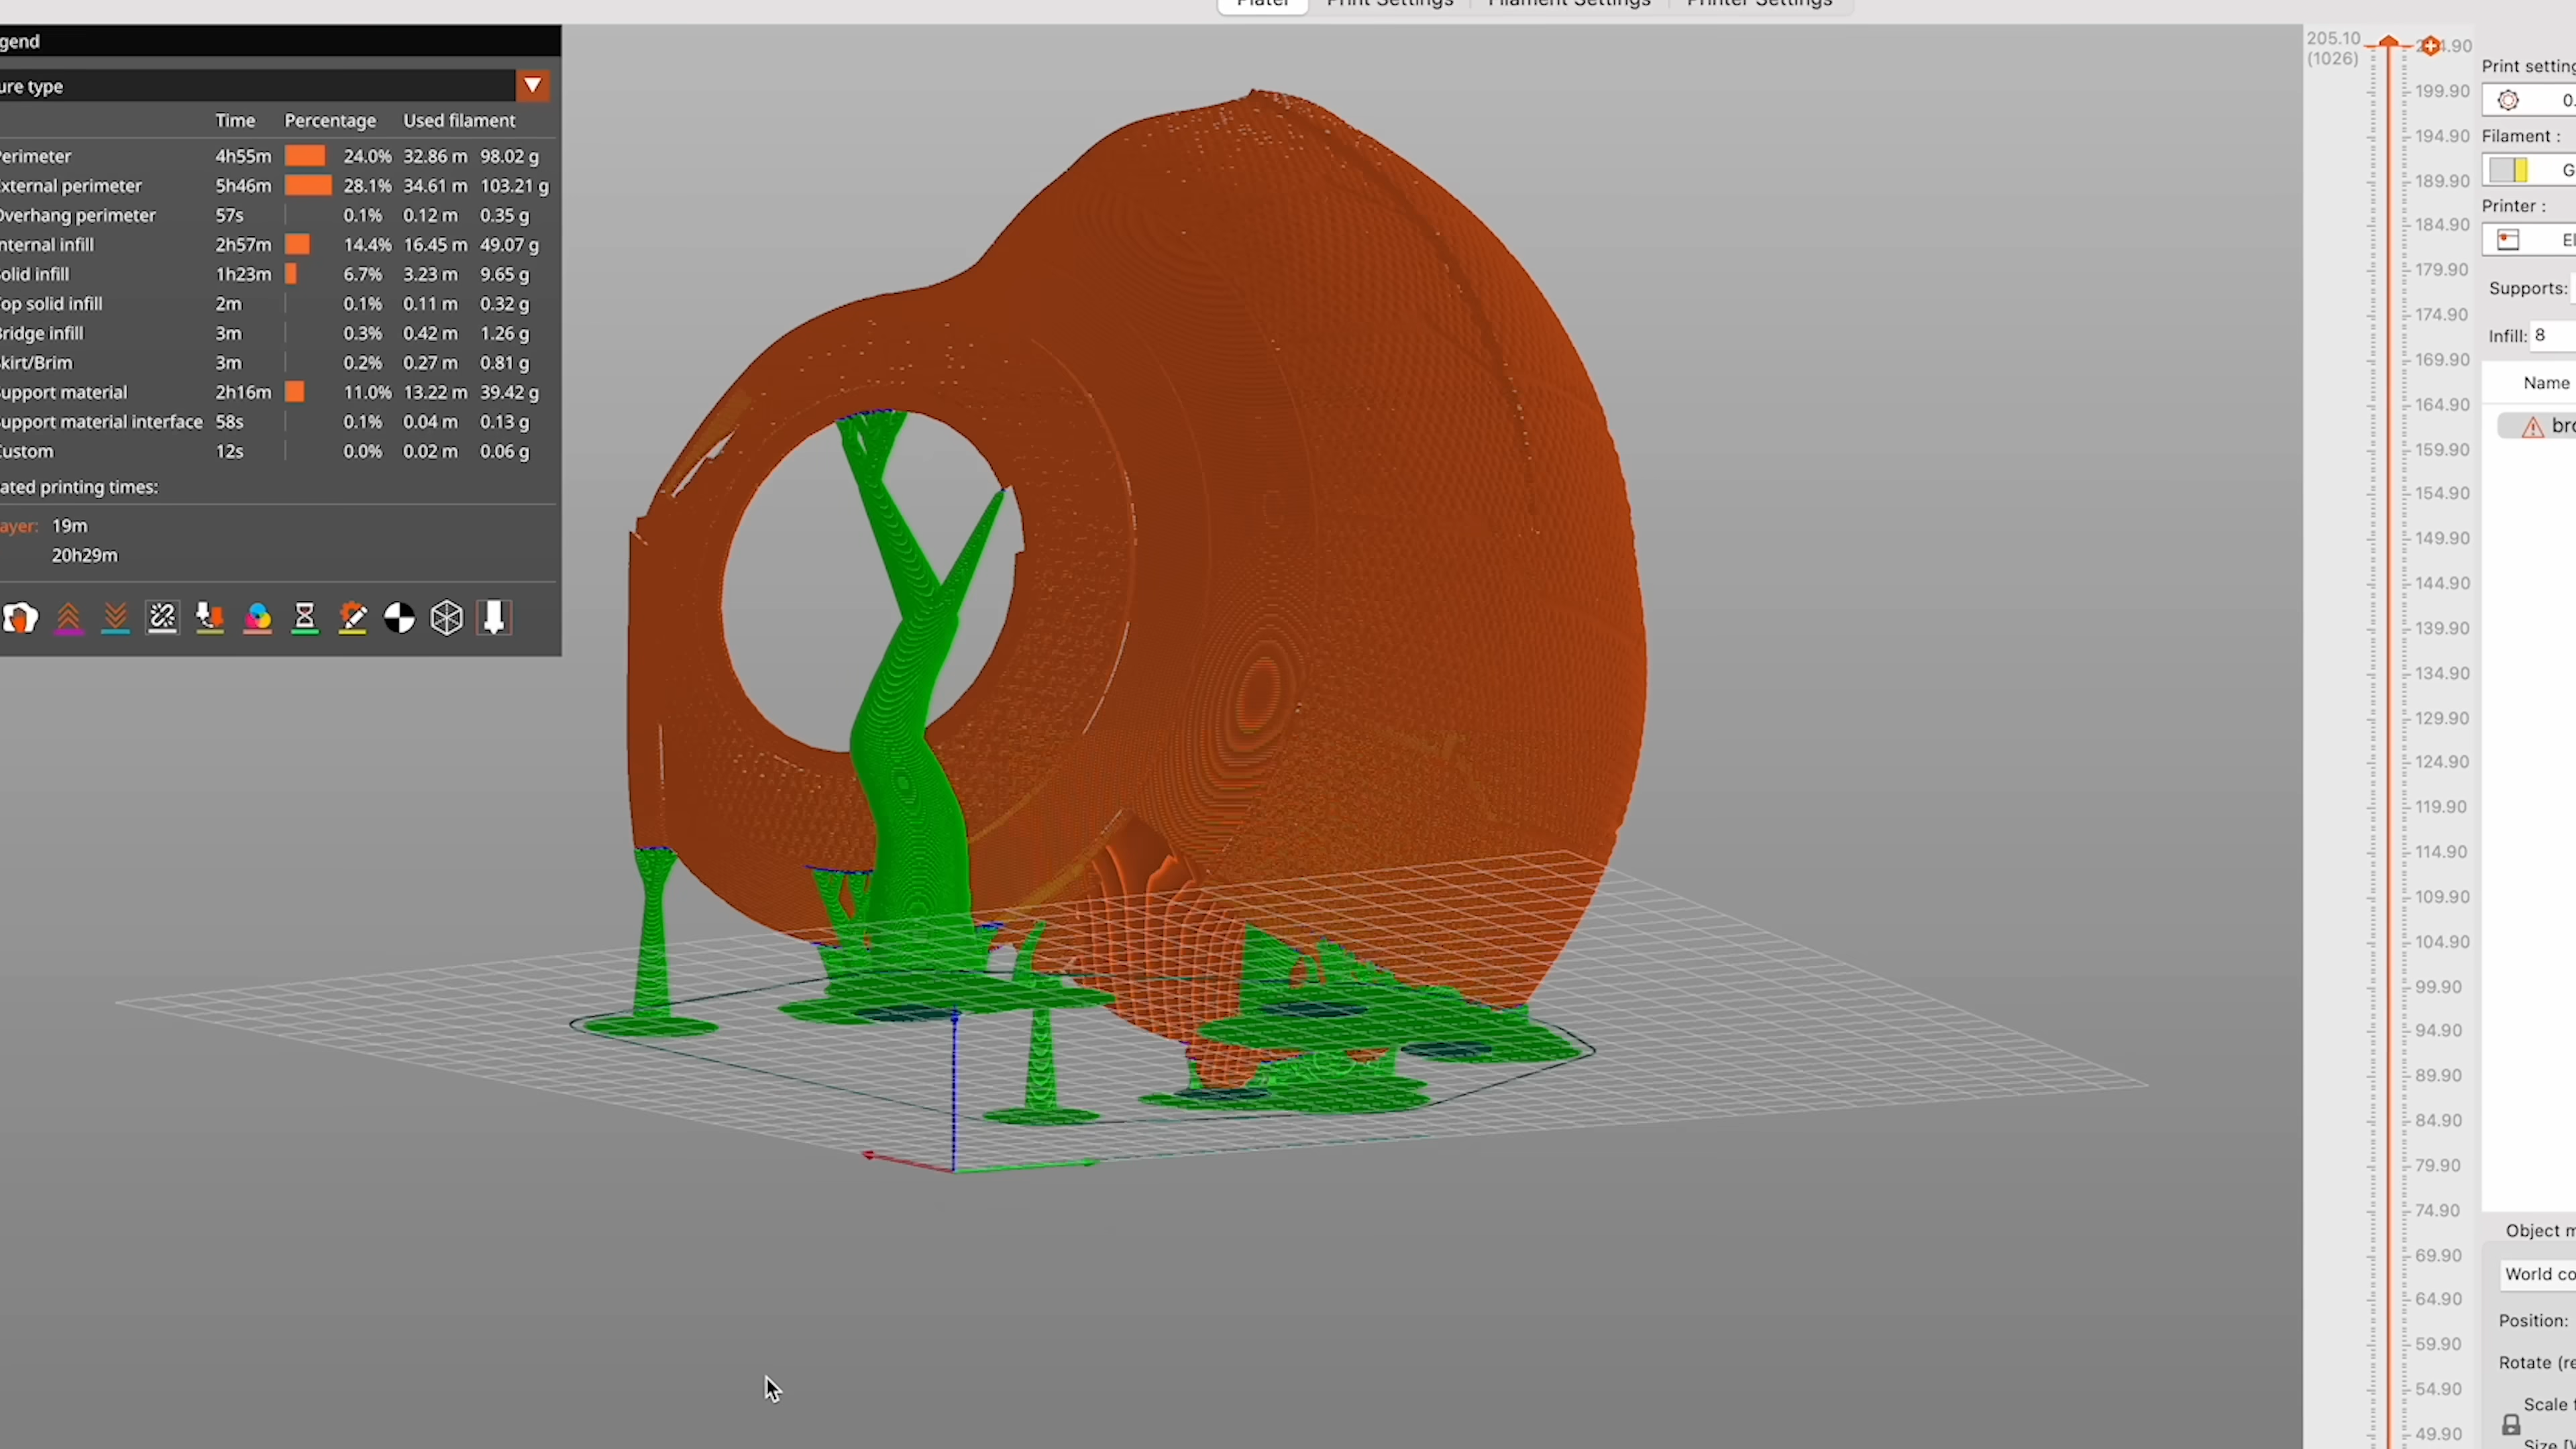 Plater Print Settings Filament Settings Printer Settings
gend
ure type
Time Percentage Used filament
Perimeter 4h55m 24.0% 32.86 m 98.02 g
xternal perimeter 5h46m 28.1% 34.61 m 103.21 g
Overhang perimeter 57s 0.1% 0.12 m 0.35 g
nternal infill 2h57m 14.4% 16.45 m 49.07 g
olid infill 1h23m 6.7% 3.23 m 9.65 g
op solid infill 2m 0.1% 0.11 m 0.32 g
Bridge infill 3m 0.3% 0.42 m 1.26 g
kirt/Brim 3m 0.2% 0.27 m 0.81 g
upport material 2h16m 11.0% 13.22 m 39.42 g
upport material interface 58s 0.1% 0.04 m 0.13 g
ustom 12s 0.0% 0.02 m 0.06 g
ated printing times:
ayer: 19m
20h29m
205.10
(1026)
199.90
194.90
189.90
184.90
179.90
174.90
169.90
164.90
159.90
154.90
149.90
144.90
139.90
134.90
129.90
124.90
119.90
114.90
109.90
104.90
99.90
94.90
89.90
84.90
79.90
74.90
69.90
64.90
59.90
54.90
49.90
Print setting
0.
Filament :
G
Printer :
El
Supports:
Infill: 8
Name
bro
Object m
World co
Position:
Rotate (re
Scale f